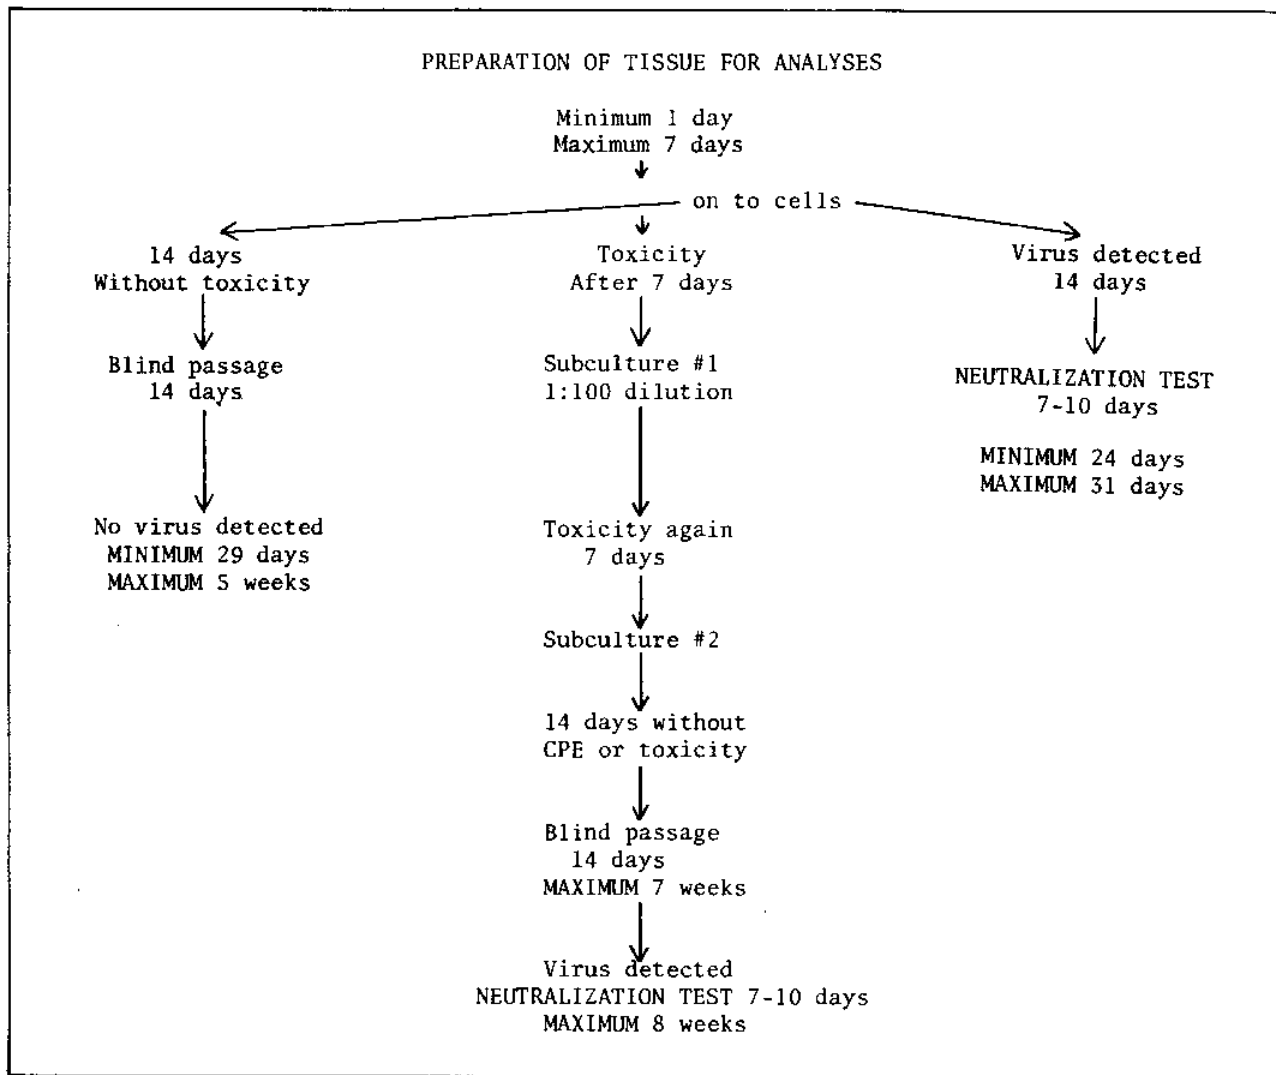 PREPARATION OF TISSUE FOR ANALYSES
Minimum 1 day
Maximum 7 days
on to cells
14 days
Without toxicity
Blind passage
14 days
No virus detected
MINIMUM 29 days
MAXIMUM 5 weeks
Toxicity
After 7 days
Subculture #1
1:100 dilution
Toxicity again
7 days
Subculture #2
14 days without
CPE or toxicity
Blind passage
14 days
MAXIMUM 7 weeks
Virus detected
NEUTRALIZATION TEST 7-10 days
MAXIMUM 8 weeks
Virus detected
14 days
NEUTRALIZATION TEST
7-10 days
MINIMUM 24 days
MAXIMUM 31 days